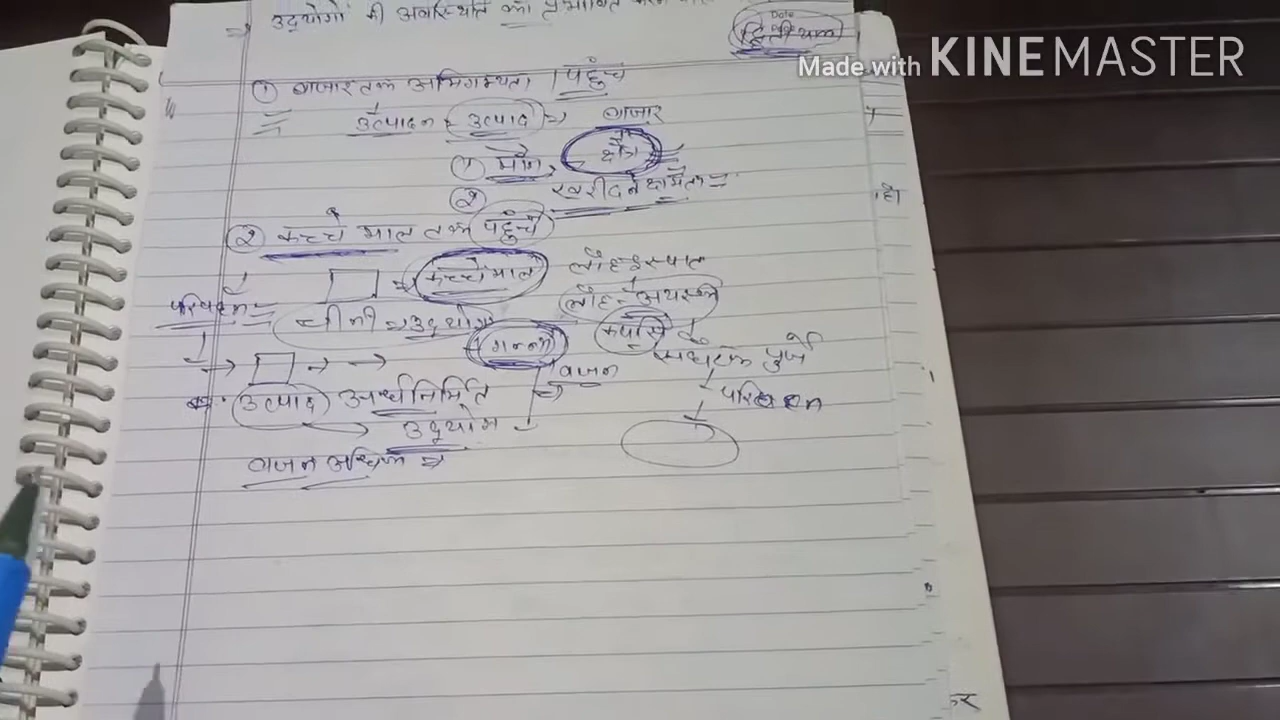 उद्योगों की अवस्थिति को प्रभावित करने
Date
Made with KINEMASTER
① बाजार तक अभिगम्यता । पहुँच
उत्पादन उत्पाद ⇒ बाजार
① माँग क्षेत्र
② खरीदने क्षमता =
② कच्चे माल तक पहुँच
कच्चेमाल लौह इस्पात
परिवहन = लौह अयस्क
चीनी ⇒ उद्योग गन्ना कपास
वजन पुर्जे
उत्पाद अर्धनिर्मित परिवहन
उद्योग
वजन अधिक ⇒
है।
कर